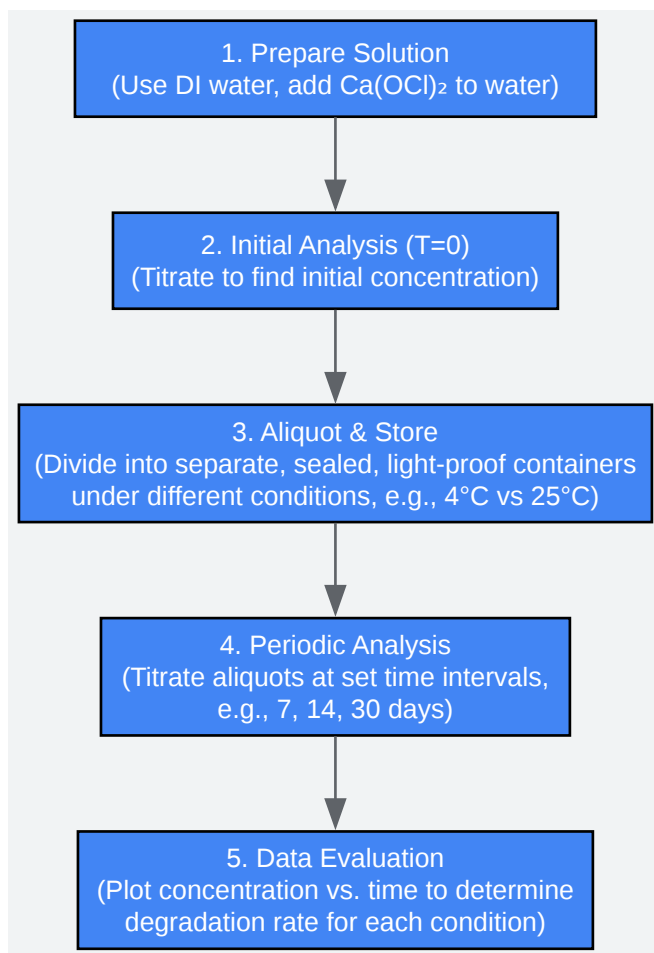 1. Prepare Solution
(Use DI water, add Ca(OCl)₂ to water)
2. Initial Analysis (T=0)
(Titrate to find initial concentration)
3. Aliquot & Store
(Divide into separate, sealed, light-proof containers
under different conditions, e.g., 4°C vs 25°C)
4. Periodic Analysis
(Titrate aliquots at set time intervals,
e.g., 7, 14, 30 days)
5. Data Evaluation
(Plot concentration vs. time to determine
degradation rate for each condition)